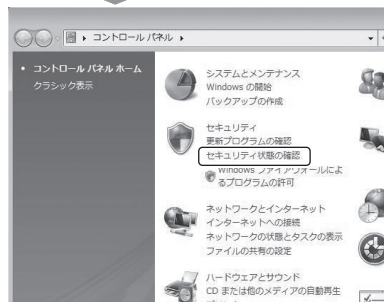 コントロール パネル
コントロール パネル ホーム
クラシック表示
システムとメンテナンス
Windows の開始
バックアップの作成
セキュリティ
更新プログラムの確認
セキュリティ状態の確認
Windows ファイアウォールによ
るプログラムの許可
ネットワークとインターネット
インターネットへの接続
ネットワークの状態とタスクの表示
ファイルの共有の設定
ハードウェアとサウンド
CD または他のメディアの自動再生